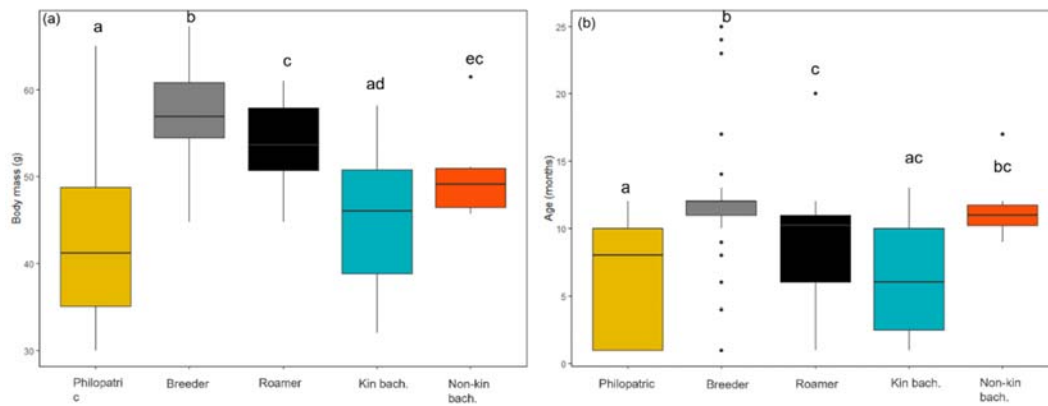 (a)
a
b
c
ad
ec
Body mass (g)
60
50
40
30
Philopatri
c
Breeder
Roamer
Kin bach.
Non-kin
bach.
(b)
a
b
c
ac
bc
Age (months)
25
20
15
10
5
0
Philopatric
Breeder
Roamer
Kin bach.
Non-kin
bach.